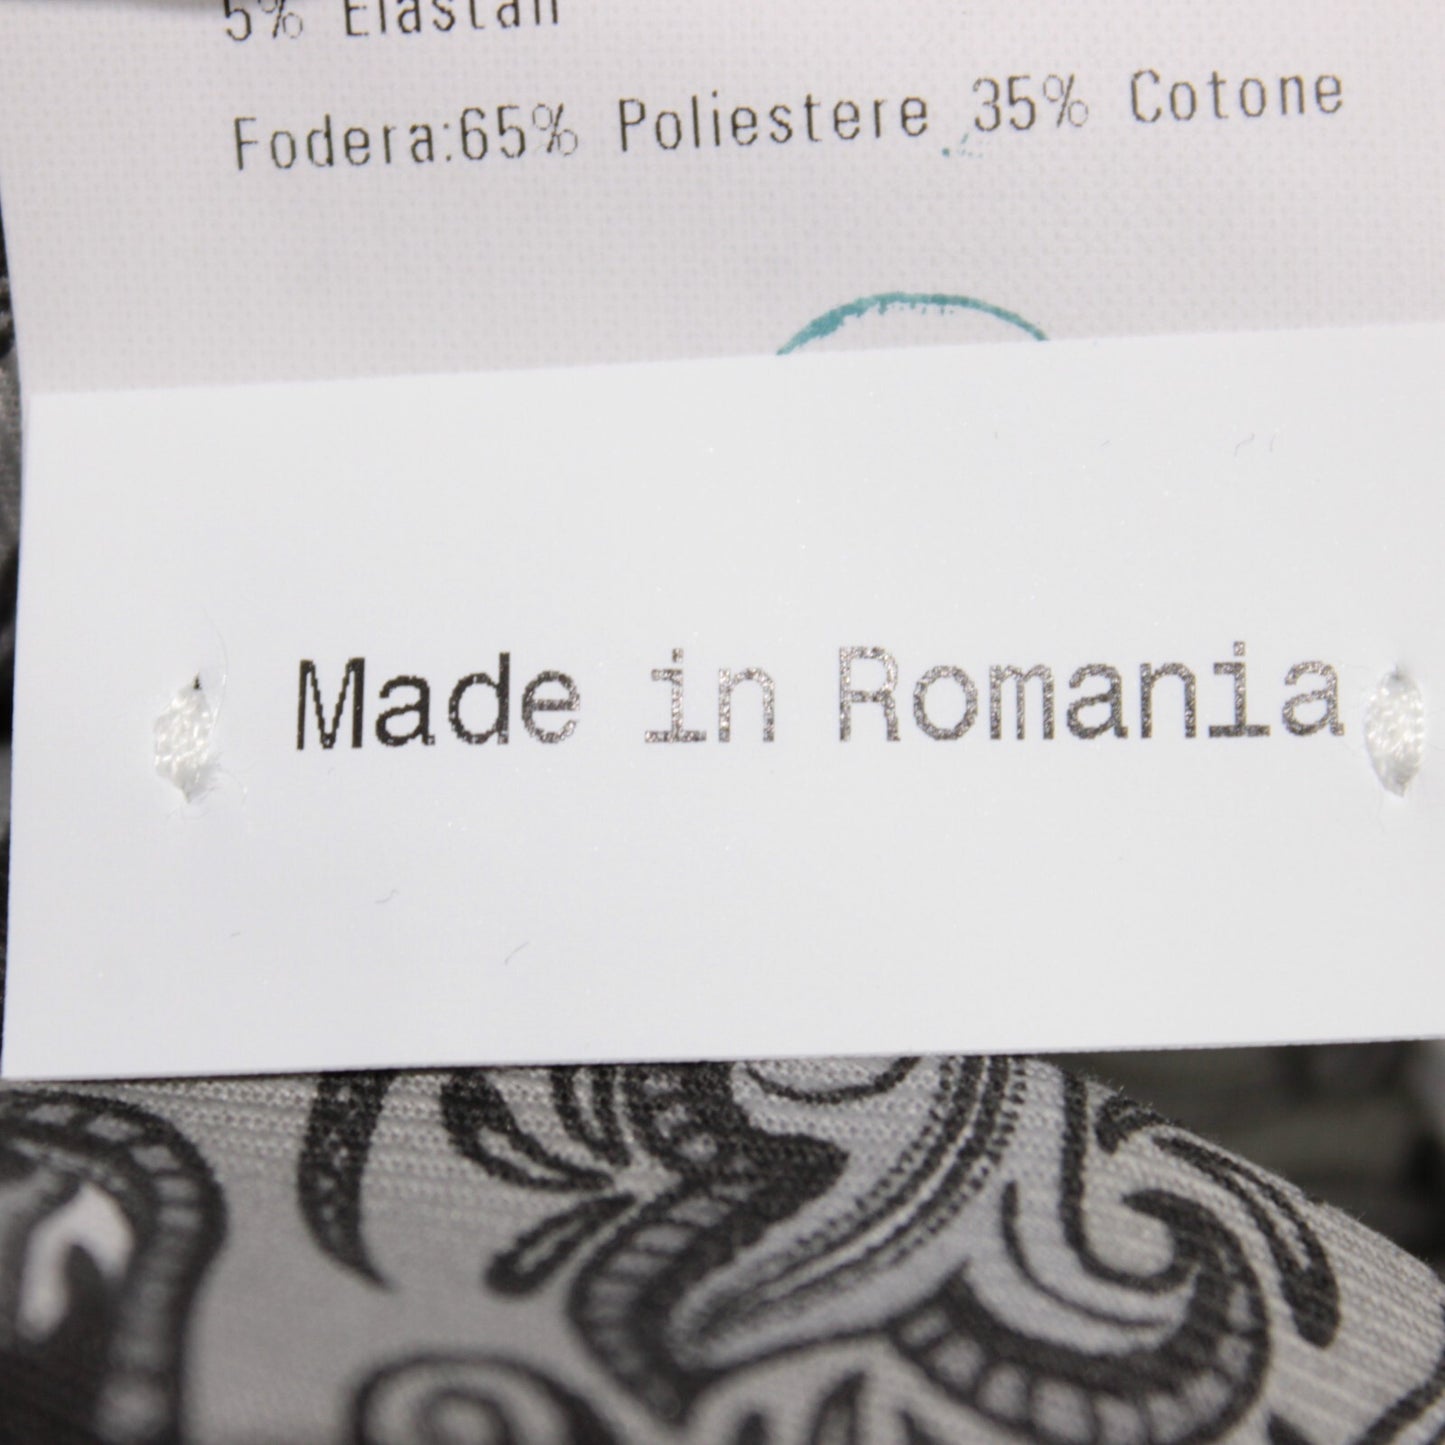 5% Elastan
Fodera:65% Poliestere 35% Cotone
Made in Romania